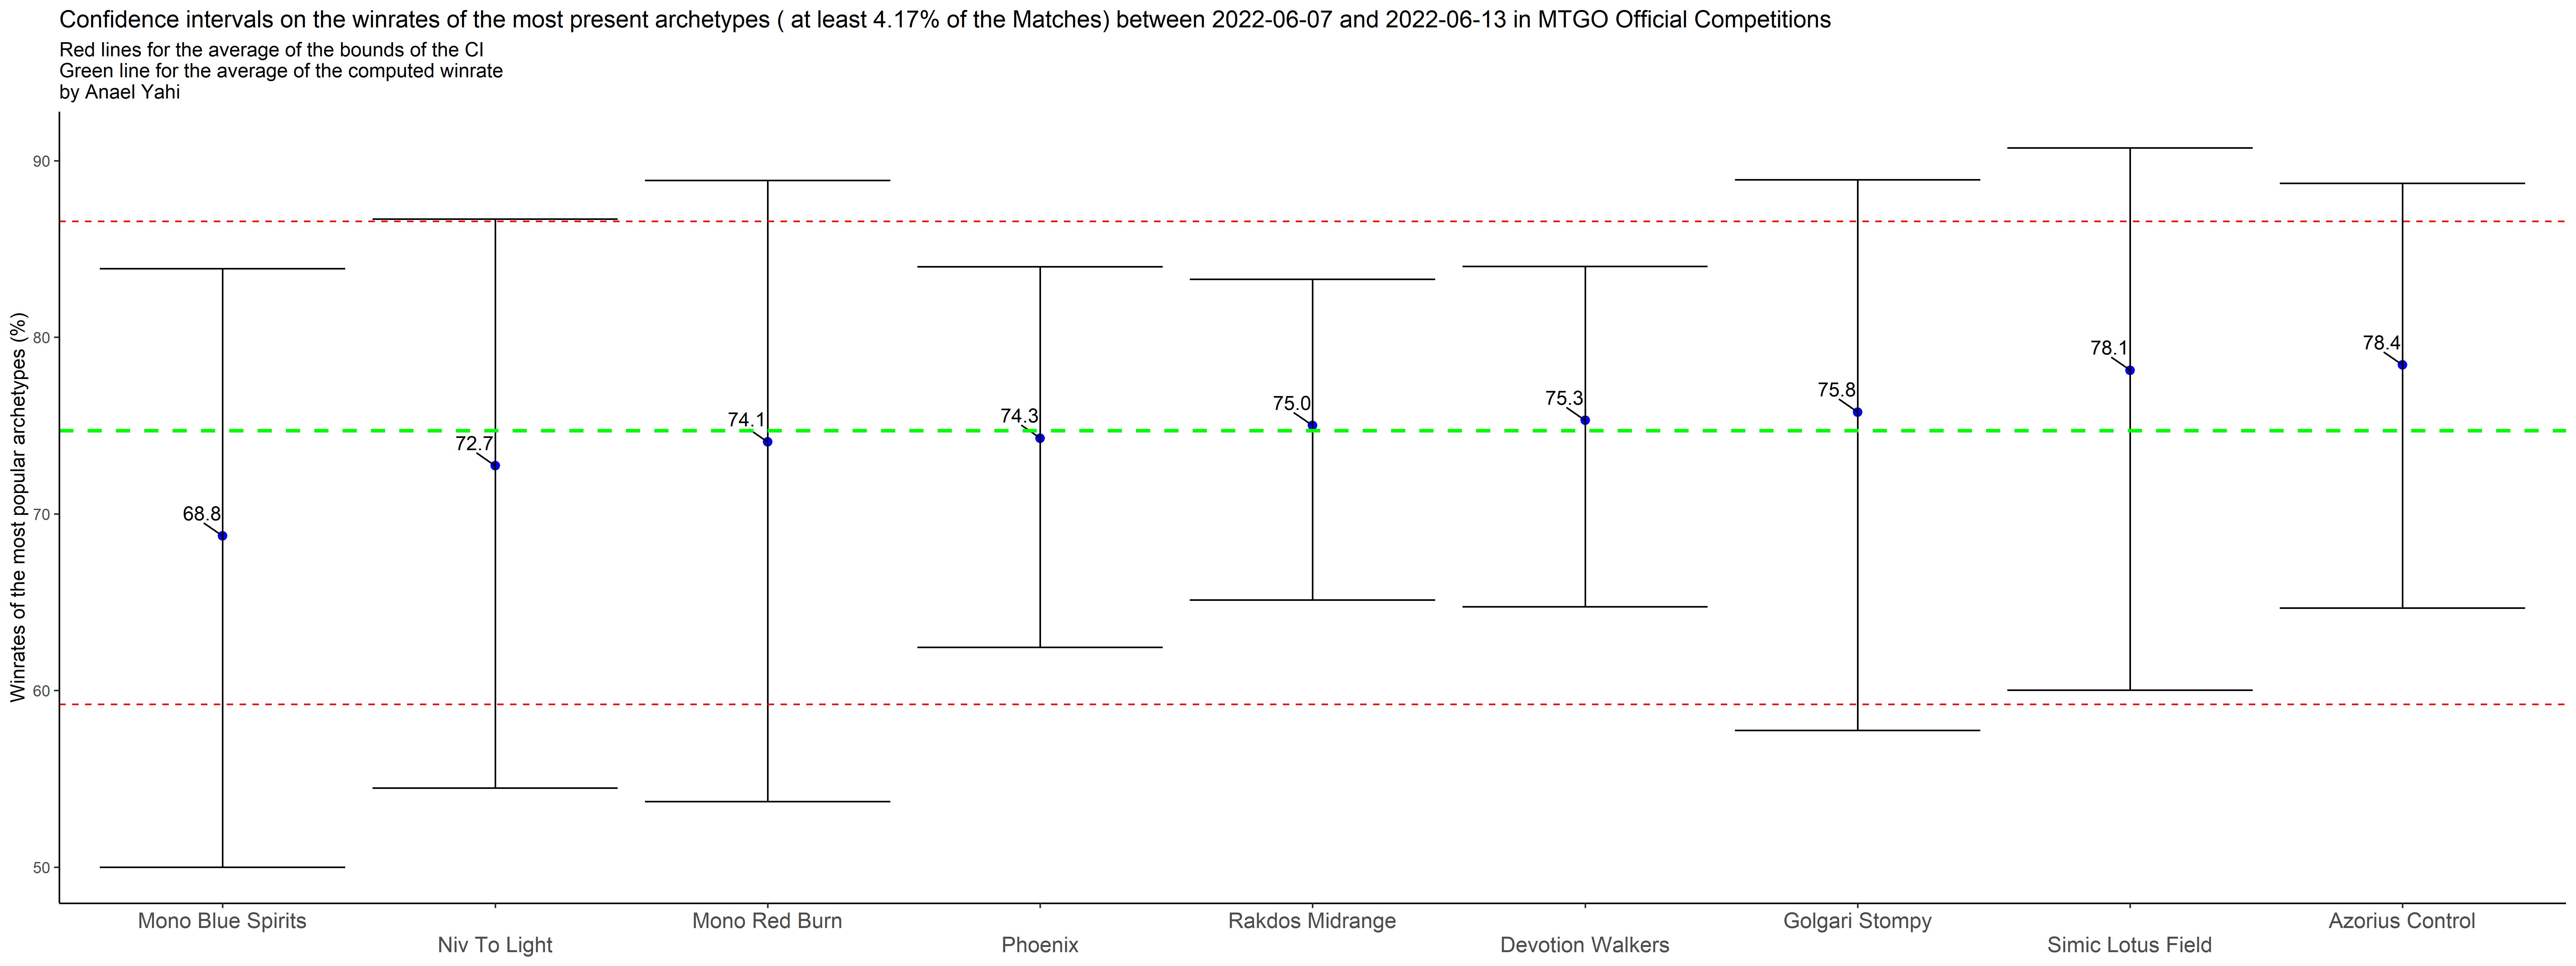 Confidence intervals on the winrates of the most present archetypes ( at least 4.17% of the Matches) between 2022-06-07 and 2022-06-13 in MTGO Official Competitions
Red lines for the average of the bounds of the CI
Green line for the average of the computed winrate
by Anael Yahi
Winrates of the most popular archetypes (%)
90
80
70
60
50
68.8
72.7
74.1
74.3
75.0
75.3
75.8
78.1
78.4
Mono Blue Spirits
Niv To Light
Mono Red Burn
Phoenix
Rakdos Midrange
Devotion Walkers
Golgari Stompy
Simic Lotus Field
Azorius Control